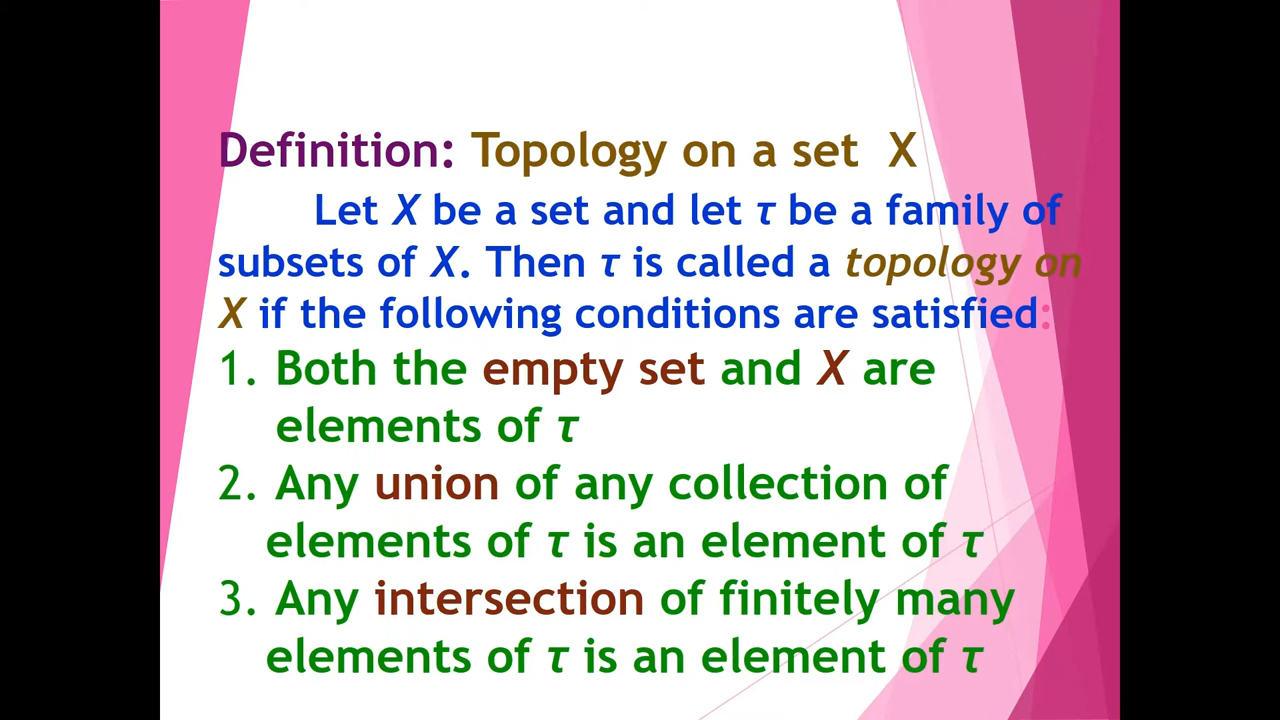 Definition: Topology on a set X
Let X be a set and let τ be a family of
subsets of X. Then τ is called a topology on
X if the following conditions are satisfied:
1. Both the empty set and X are
elements of τ
2. Any union of any collection of
elements of τ is an element of τ
3. Any intersection of finitely many
elements of τ is an element of τ